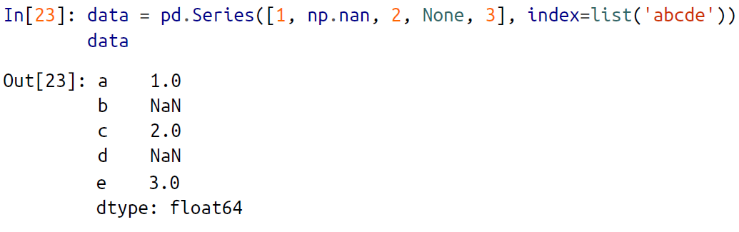 In[23]: data = pd.Series([1, np.nan, 2, None, 3], index=list('abcde'))
data
Out[23]: a 1.0
b NaN
c 2.0
d NaN
e 3.0
dtype: float64